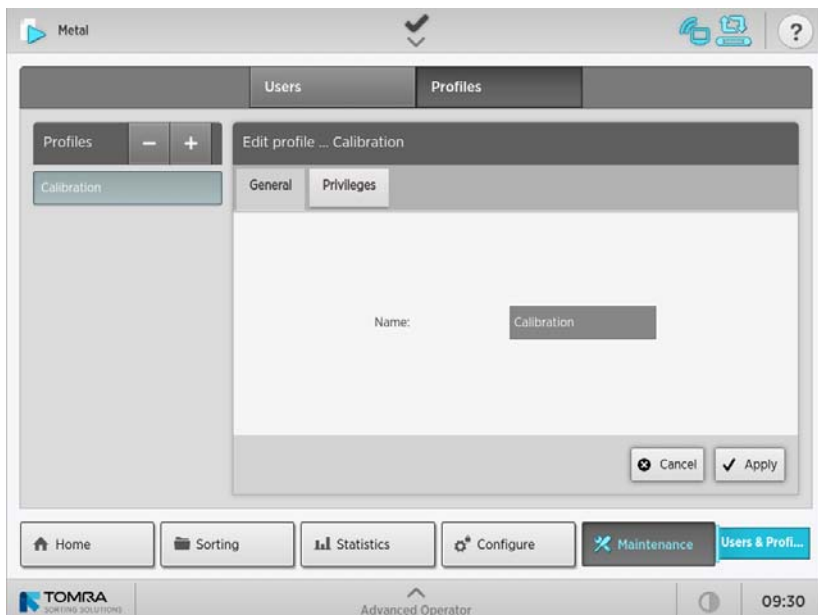 Metal
?
Users
Profiles
Profiles
Edit profile ... Calibration
Calibration
General
Privileges
Name:
Calibration
Cancel
Apply
Home
Sorting
Statistics
Configure
Maintenance
Users & Profi...
TOMRA
SORTING SOLUTIONS
Advanced Operator
09:30